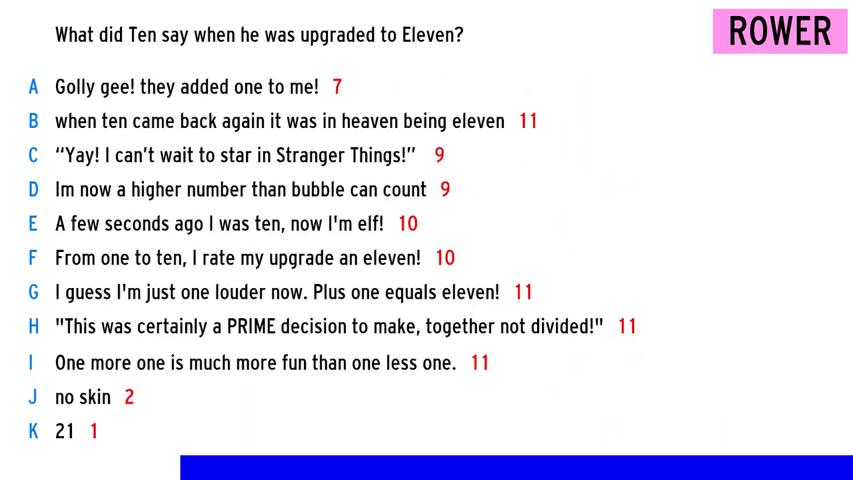 What did Ten say when he was upgraded to Eleven?
ROWER
A Golly gee! they added one to me! 7
B when ten came back again it was in heaven being eleven 11
C “Yay! I can’t wait to star in Stranger Things!” 9
D Im now a higher number than bubble can count 9
E A few seconds ago I was ten, now I'm elf! 10
F From one to ten, I rate my upgrade an eleven! 10
G I guess I'm just one louder now. Plus one equals eleven! 11
H "This was certainly a PRIME decision to make, together not divided!" 11
I One more one is much more fun than one less one. 11
J no skin 2
K 21 1